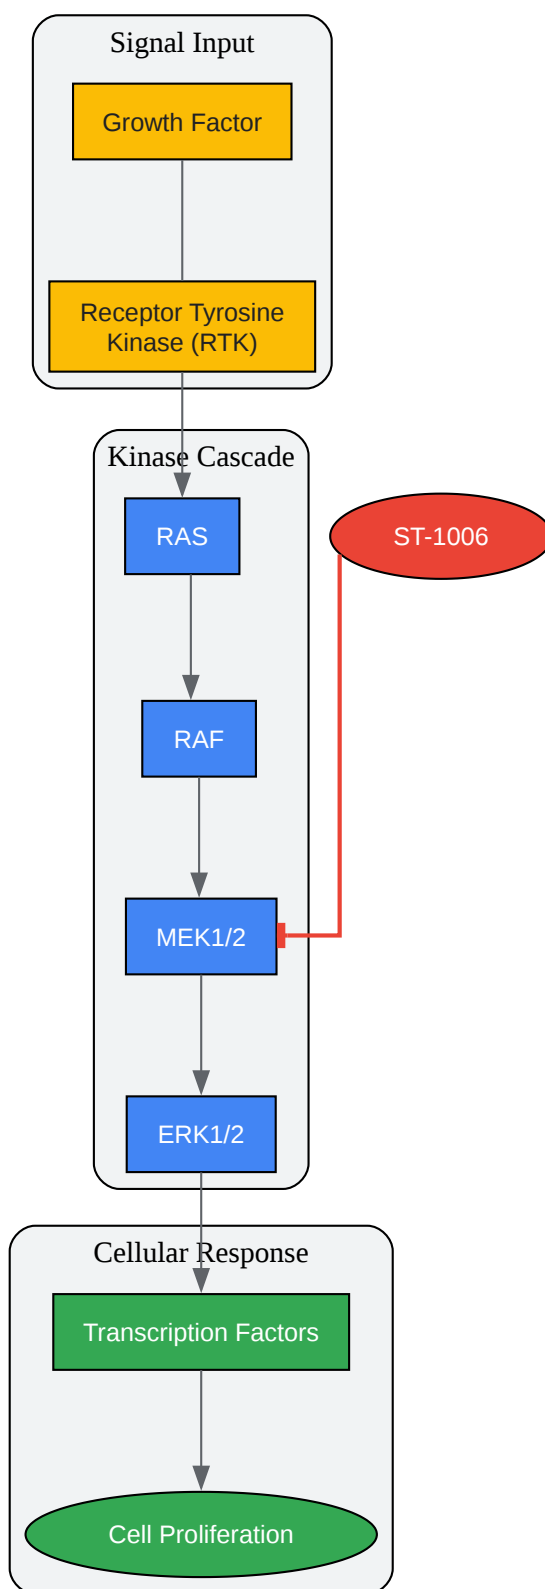 Signal Input
Growth Factor
Receptor Tyrosine
Kinase (RTK)
Kinase Cascade
RAS
ST-1006
RAF
MEK1/2
ERK1/2
Cellular Response
Transcription Factors
Cell Proliferation